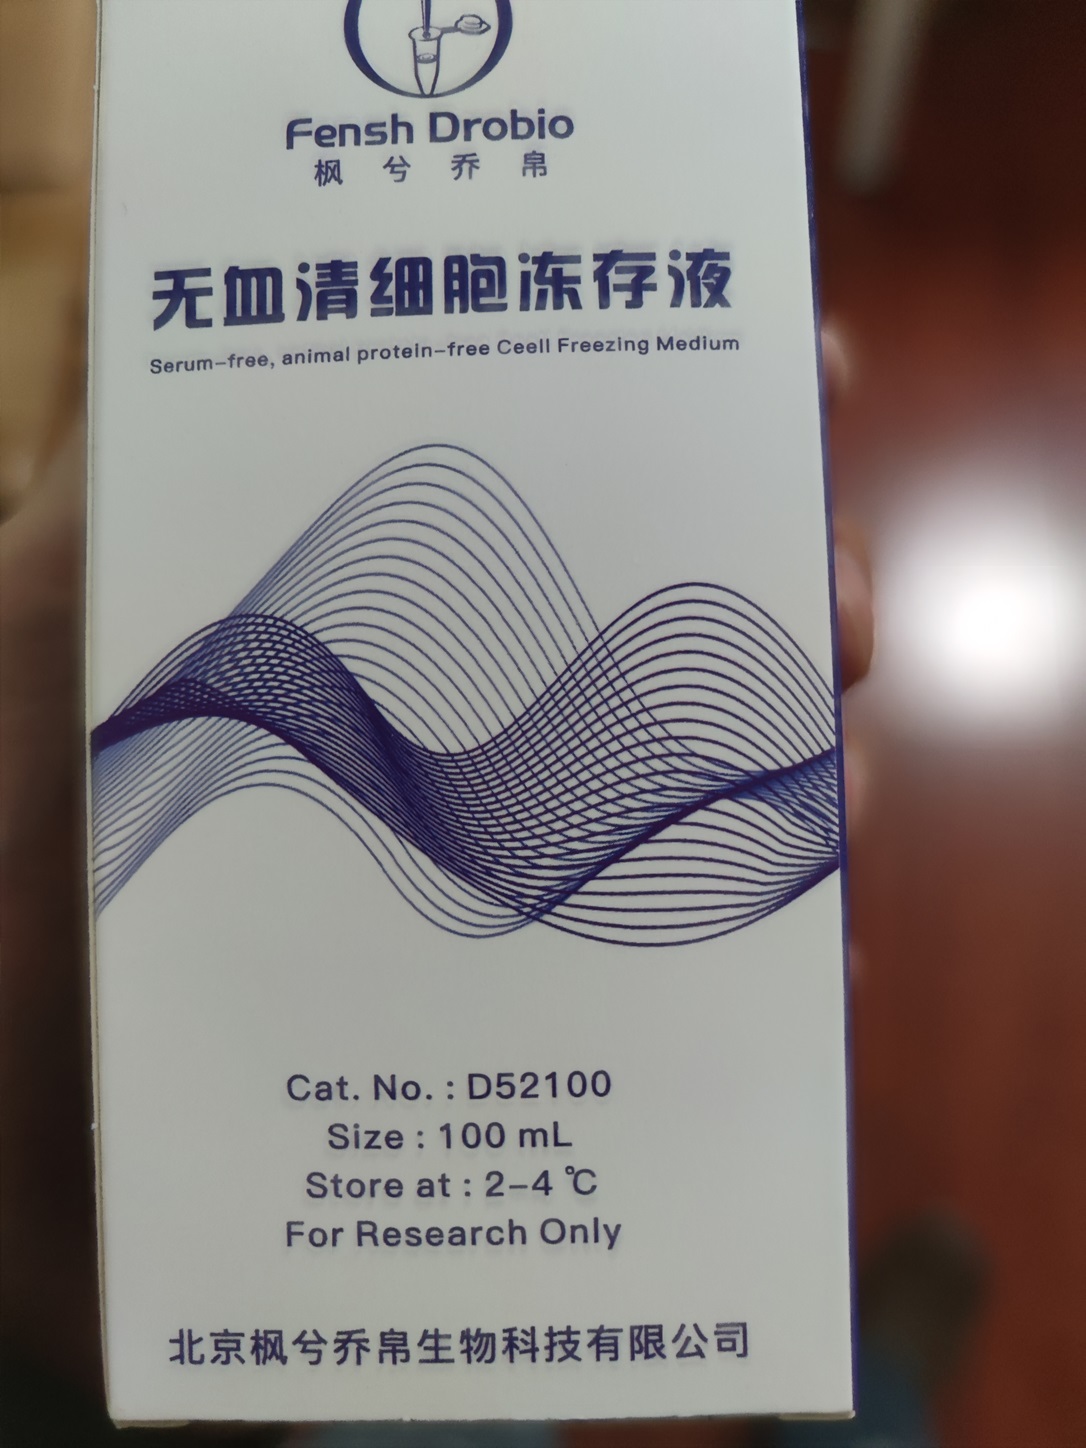 Fensh Drobio
枫兮乔帛
无血清细胞冻存液
Serum-free, animal protein-free Ceell Freezing Medium
Cat. No. : D52100
Size : 100 mL
Store at : 2-4 ℃
For Research Only
北京枫兮乔帛生物科技有限公司